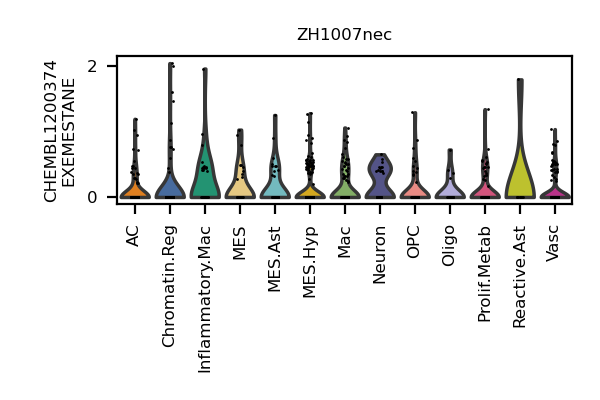 ZH1007nec
CHEMBL1200374
EXEMESTANE
2
0
AC
Chromatin.Reg
Inflammatory.Mac
MES
MES.Ast
MES.Hyp
Mac
Neuron
OPC
Oligo
Prolif.Metab
Reactive.Ast
Vasc